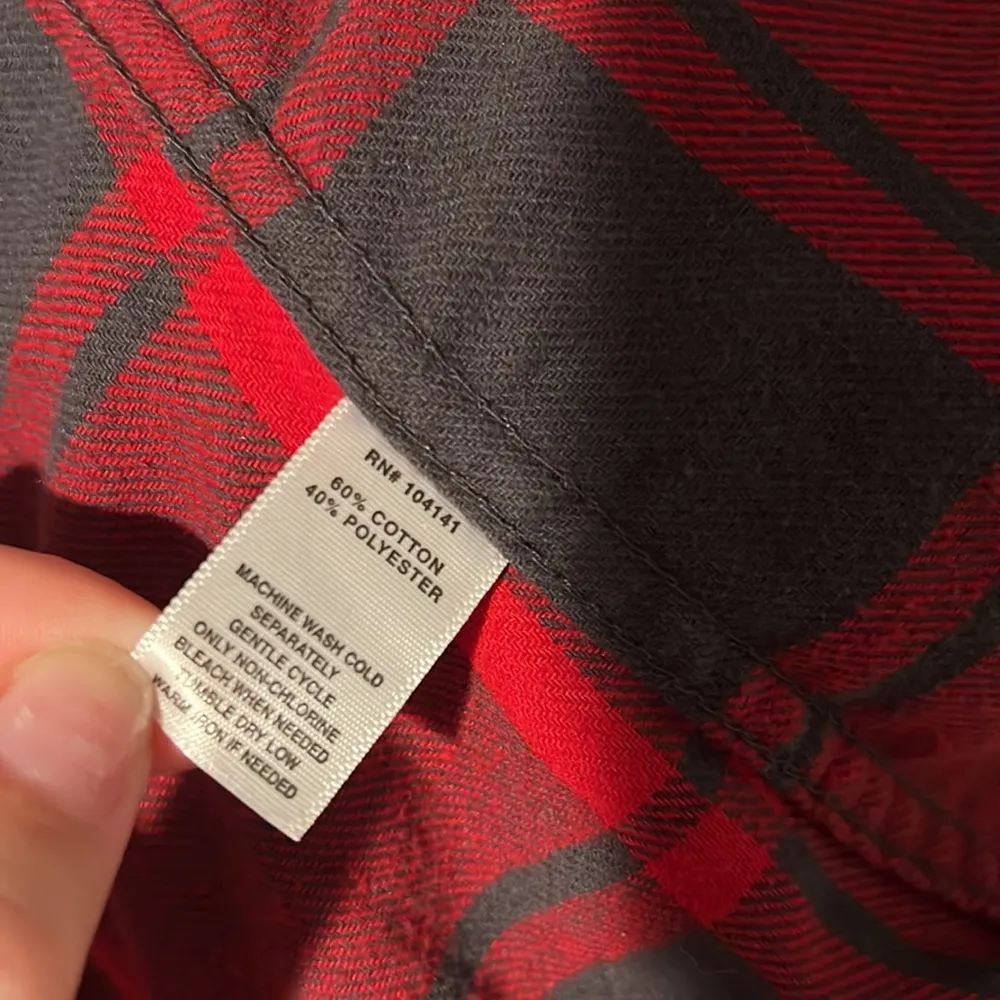 RN# 104141
60% COTTON
40% POLYESTER
MACHINE WASH COLD
SEPARATELY
GENTLE CYCLE
ONLY NON-CHLORINE
BLEACH WHEN NEEDED
TUMBLE DRY LOW
WARM IRON IF NEEDED